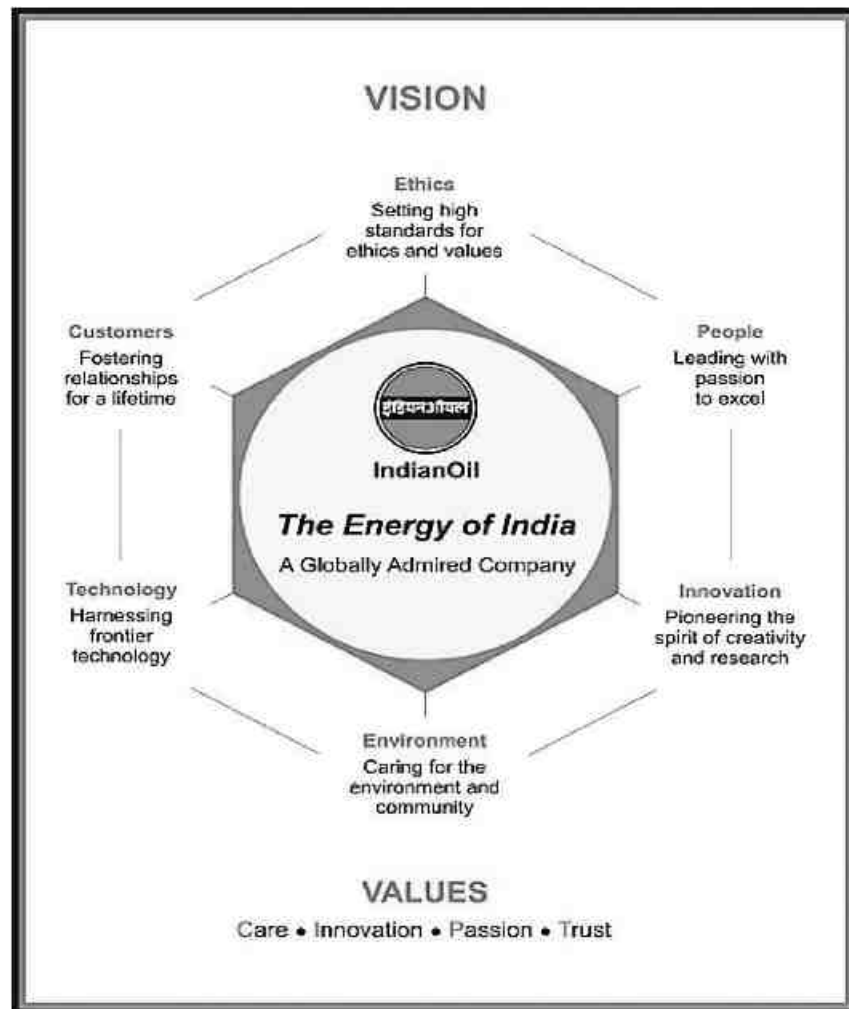 VISION
Ethics
Setting high
standards for
ethics and values
Customers
Fostering
relationships
for a lifetime
People
Leading with
passion
to excel
इंडियनऑयल
IndianOil
The Energy of India
A Globally Admired Company
Technology
Harnessing
frontier
technology
Innovation
Pioneering the
spirit of creativity
and research
Environment
Caring for the
environment and
community
VALUES
Care • Innovation • Passion • Trust